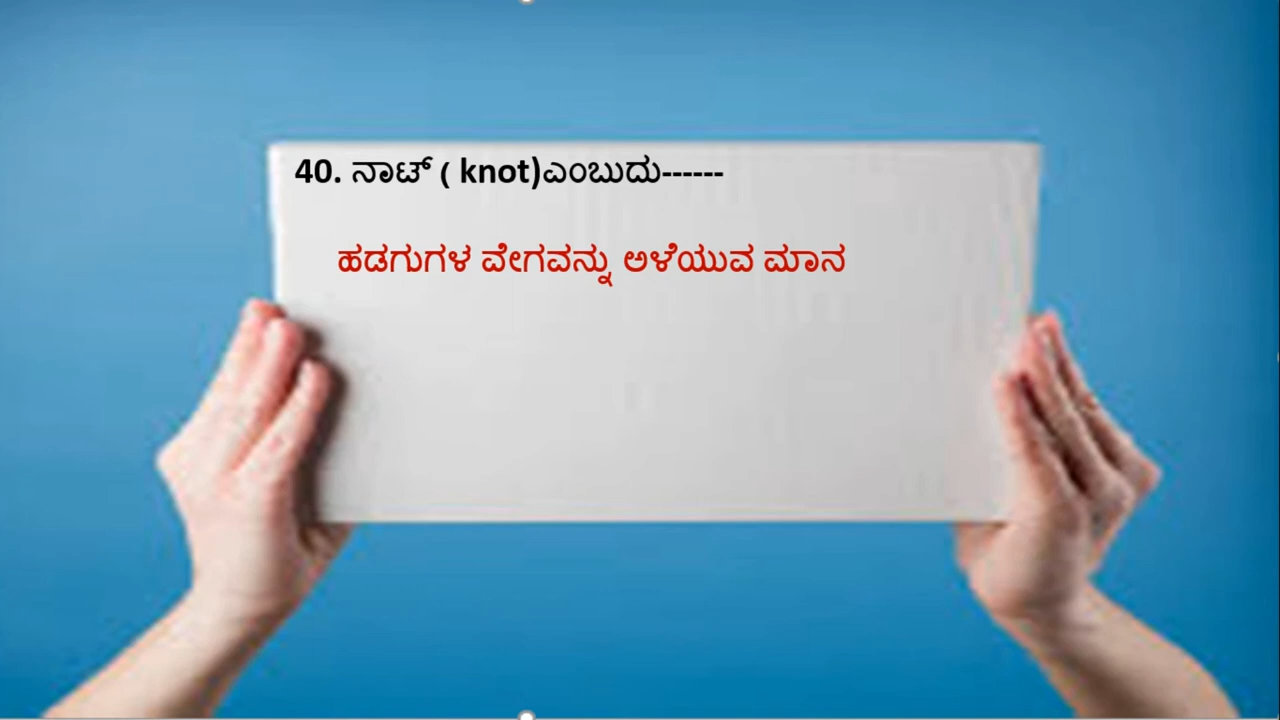 40. ನಾಟ್ ( knot)ಎಂಬುದು------
ಹಡಗುಗಳ ವೇಗವನ್ನು ಅಳೆಯುವ ಮಾನ